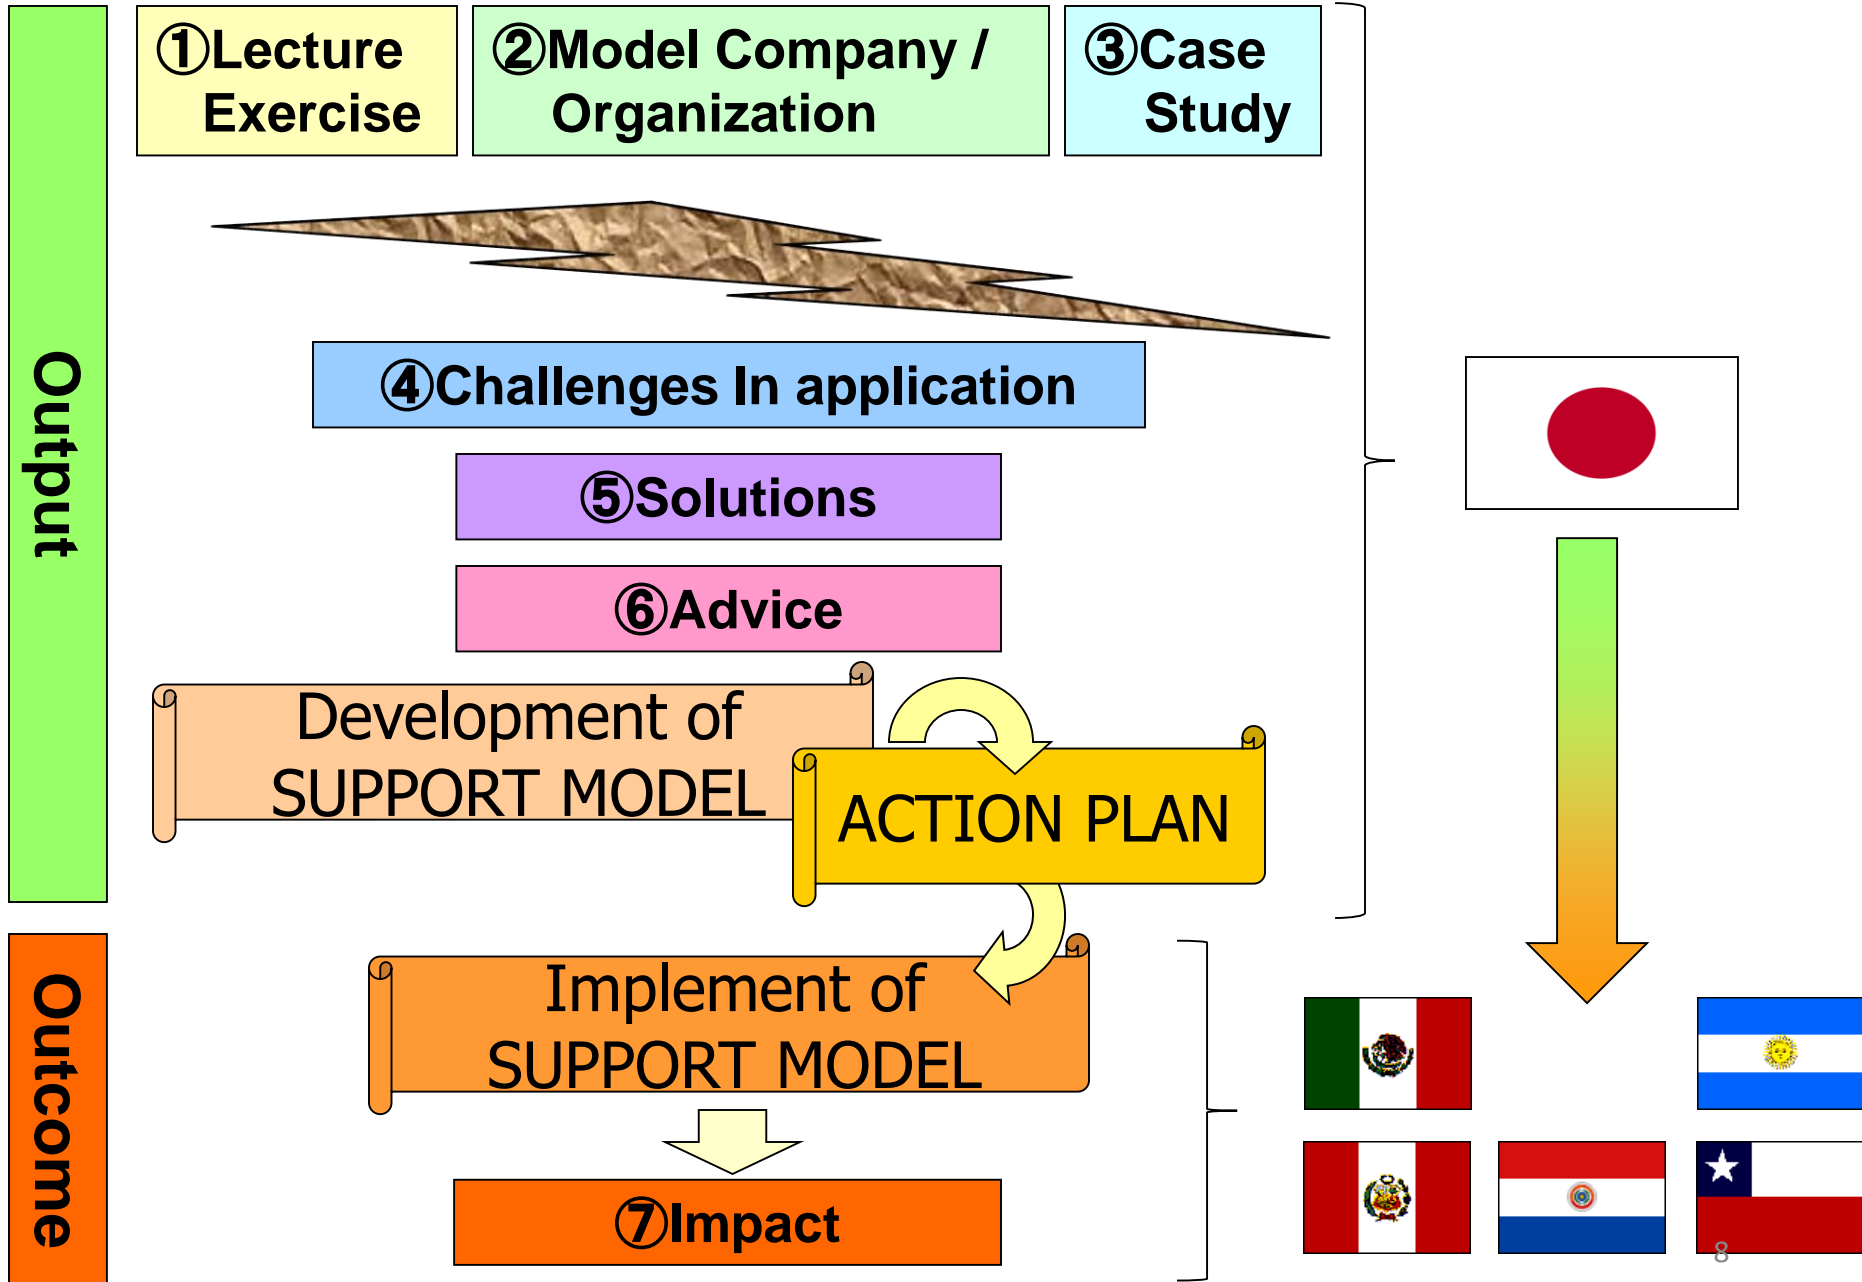 ①Lecture
Exercise
②Model Company /
Organization
③Case
Study
Output
④Challenges In application
⑤Solutions
⑥Advice
Development of
SUPPORT MODEL
ACTION PLAN
Outcome
Implement of
SUPPORT MODEL
⑦Impact
8